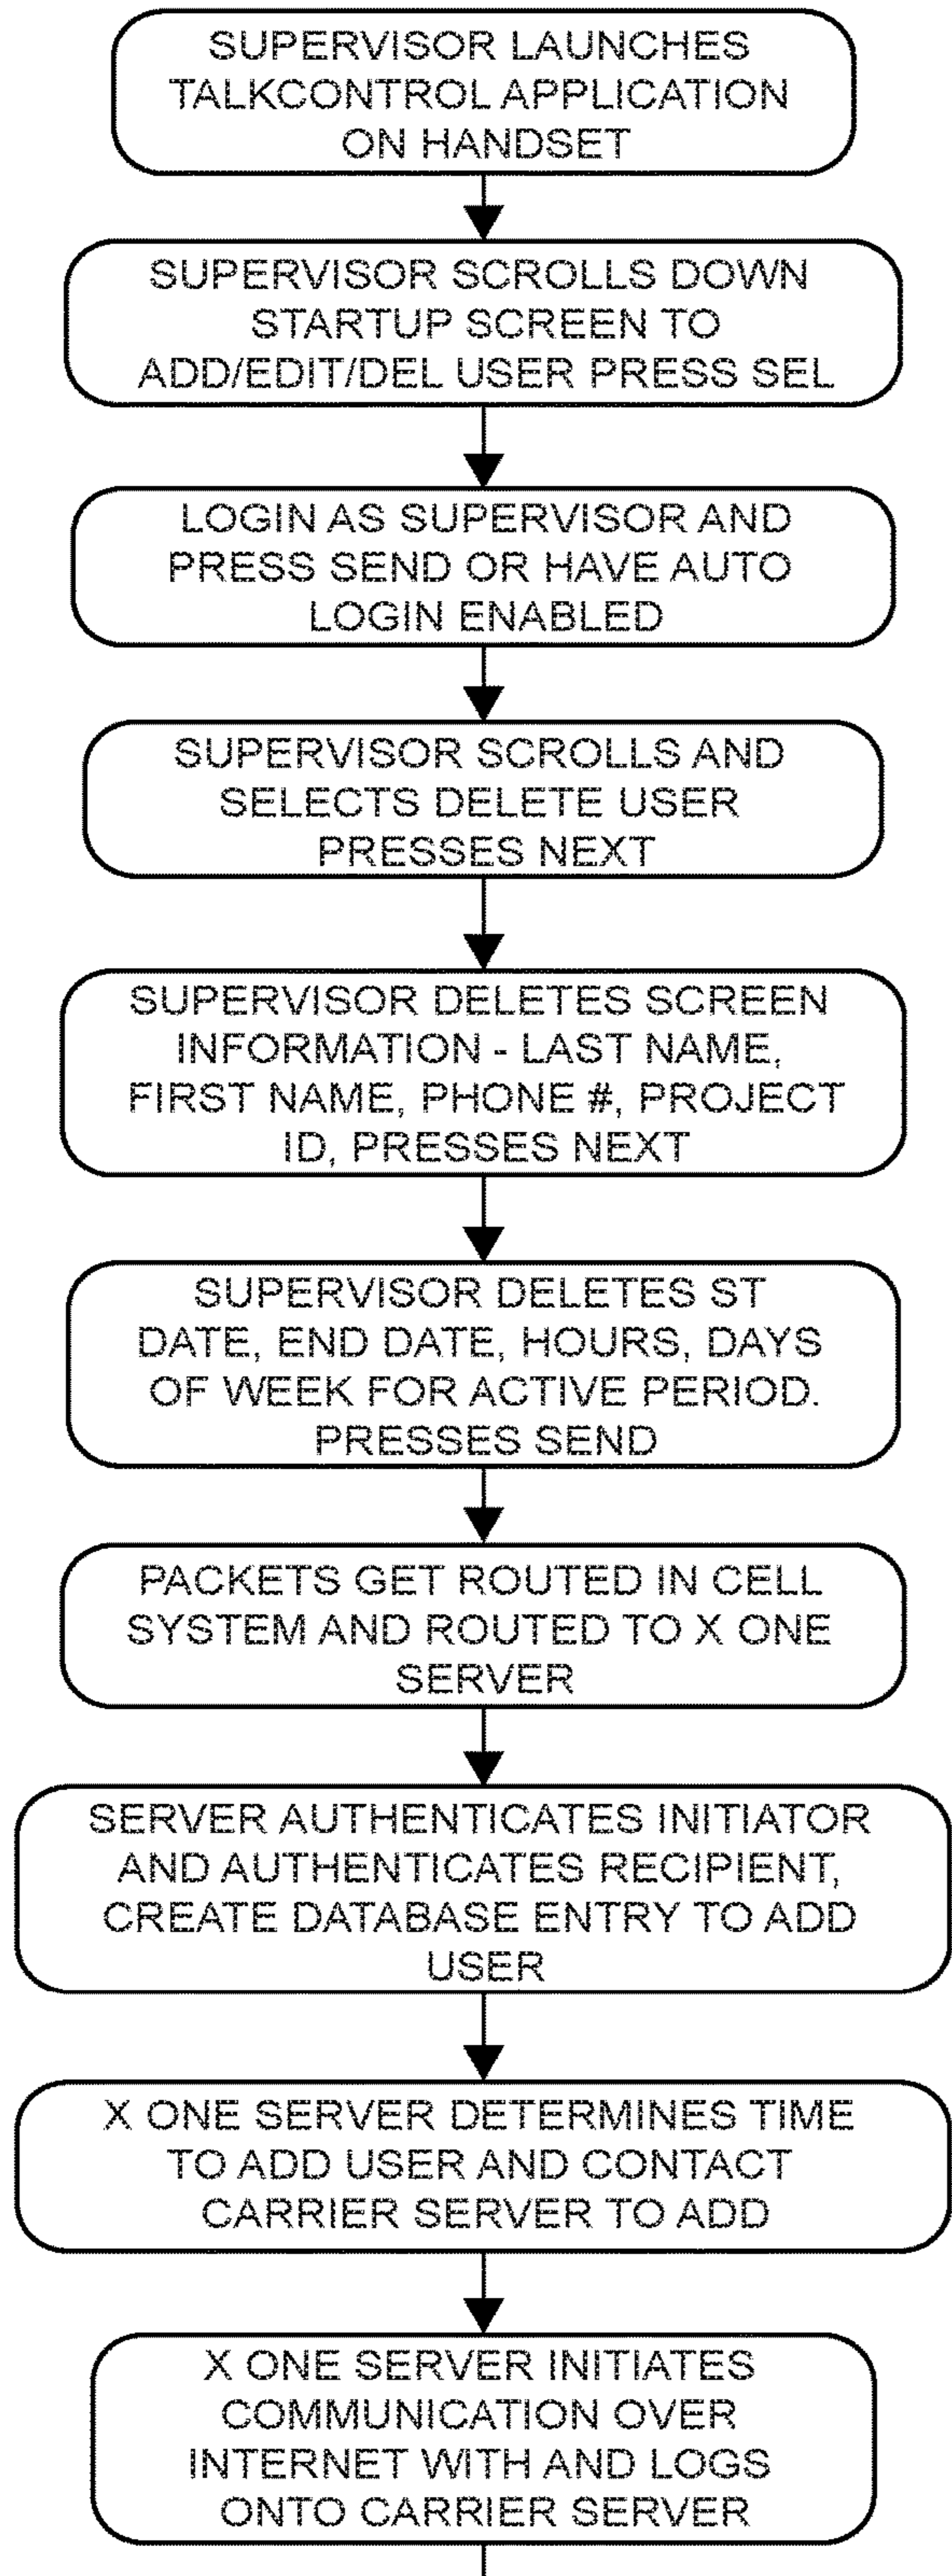 SUPERVISOR LAUNCHES
TALKCONTROL APPLICATION
ON HANDSET
SUPERVISOR SCROLLS DOWN
STARTUP SCREEN TO
ADD/EDIT/DEL USER PRESS SEL
LOGIN AS SUPERVISOR AND
PRESS SEND OR HAVE AUTO
LOGIN ENABLED
SUPERVISOR SCROLLS AND
SELECTS DELETE USER
PRESSES NEXT
SUPERVISOR DELETES SCREEN
INFORMATION - LAST NAME,
FIRST NAME, PHONE #, PROJECT
ID, PRESSES NEXT
SUPERVISOR DELETES ST
DATE, END DATE, HOURS, DAYS
OF WEEK FOR ACTIVE PERIOD.
PRESSES SEND
PACKETS GET ROUTED IN CELL
SYSTEM AND ROUTED TO X ONE
SERVER
SERVER AUTHENTICATES INITIATOR
AND AUTHENTICATES RECIPIENT,
CREATE DATABASE ENTRY TO ADD
USER
X ONE SERVER DETERMINES TIME
TO ADD USER AND CONTACT
CARRIER SERVER TO ADD
X ONE SERVER INITIATES
COMMUNICATION OVER
INTERNET WITH AND LOGS
ONTO CARRIER SERVER